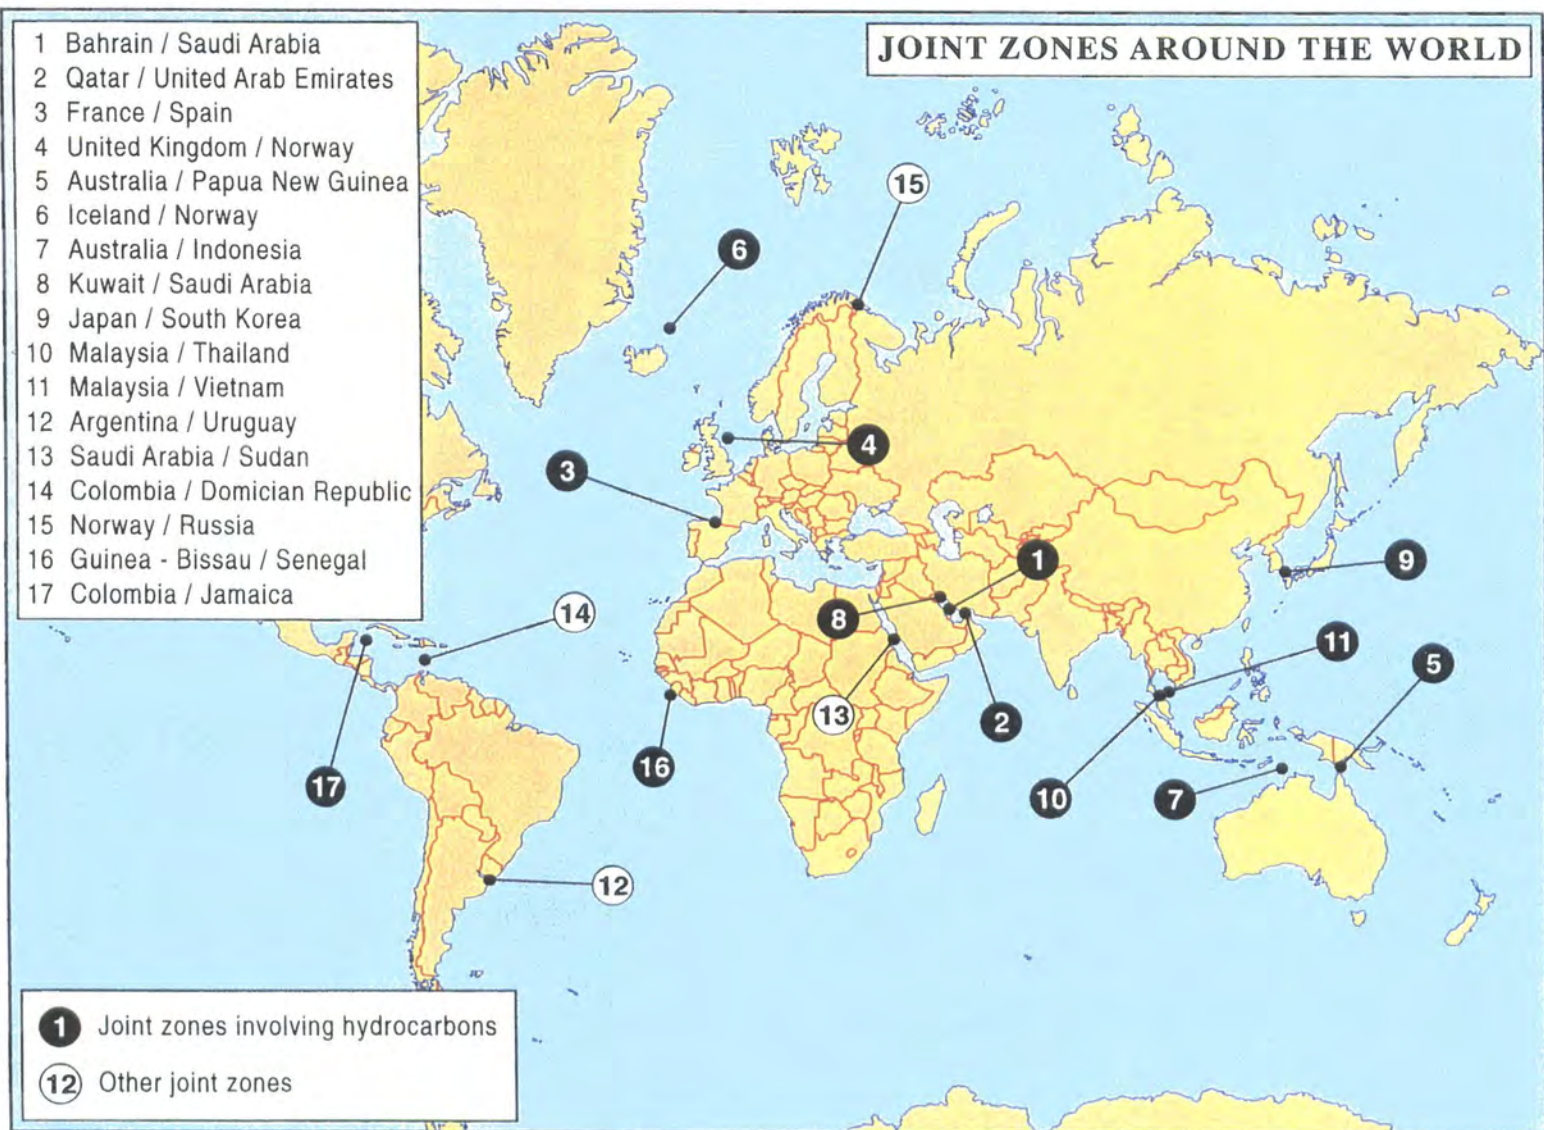 JOINT ZONES AROUND THE WORLD
1 Bahrain / Saudi Arabia
2 Qatar / United Arab Emirates
3 France / Spain
4 United Kingdom / Norway
5 Australia / Papua New Guinea
6 Iceland / Norway
7 Australia / Indonesia
8 Kuwait / Saudi Arabia
9 Japan / South Korea
10 Malaysia / Thailand
11 Malaysia / Vietnam
12 Argentina / Uruguay
13 Saudi Arabia / Sudan
14 Colombia / Domician Republic
15 Norway / Russia
16 Guinea - Bissau / Senegal
17 Colombia / Jamaica
15
6
4
3
1
9
14
8
11
5
13
2
16
17
10
7
12
1 Joint zones involving hydrocarbons
12 Other joint zones